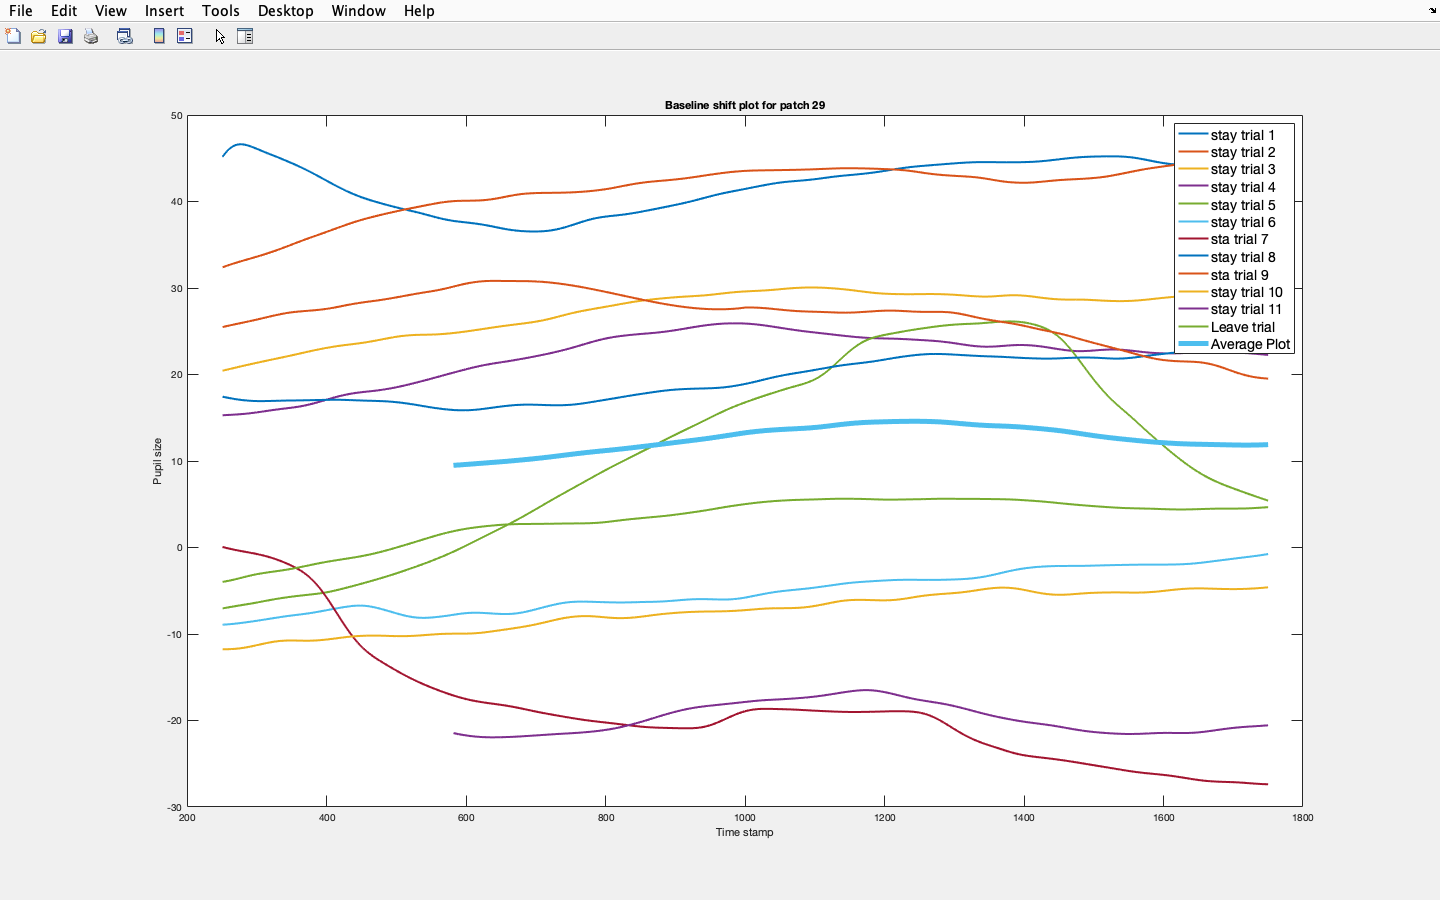 File Edit View Insert Tools Desktop Window Help
Baseline shift plot for patch 29
50
40
30
20
10
0
-10
-20
-30
Pupil size
200 400 600 800 1000 1200 1400 1600 1800
Time stamp
stay trial 1
stay trial 2
stay trial 3
stay trial 4
stay trial 5
stay trial 6
sta trial 7
stay trial 8
sta trial 9
stay trial 10
stay trial 11
Leave trial
Average Plot